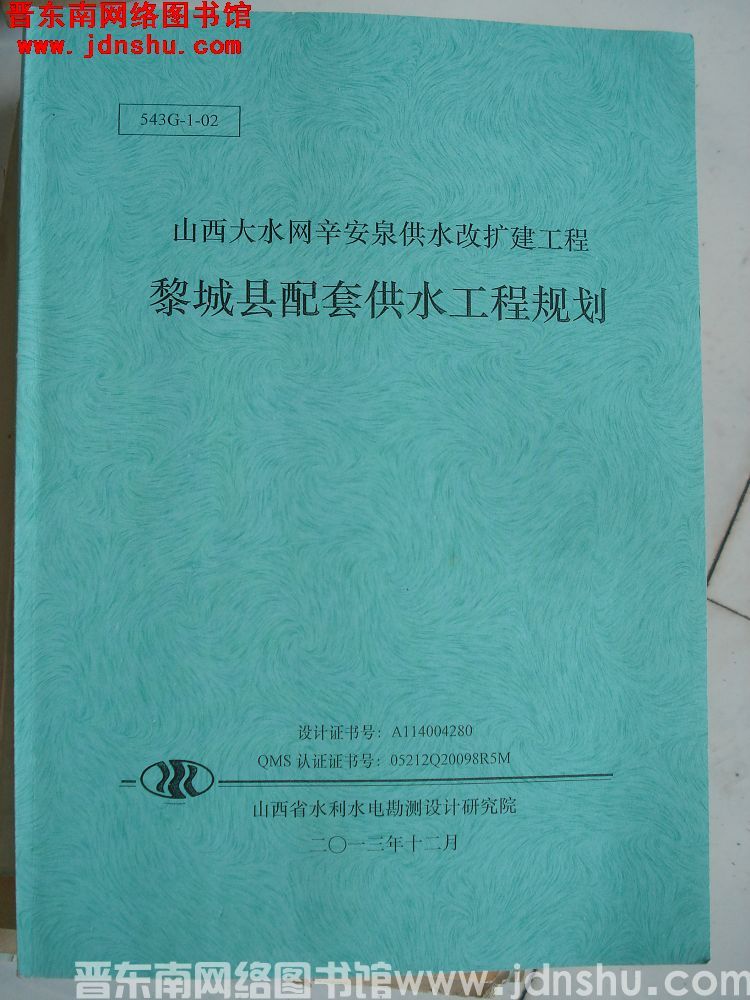 晋东南网络图书馆
www.jdnshu.com
543G-1-02
山西大水网辛安泉供水改扩建工程
黎城县配套供水工程规划
设计证书号：A114004280
QMS 认证证书号：05212Q20098R5M
山西省水利水电勘测设计研究院
二〇一三年十二月
晋东南网络图书馆www.jdnshu.com